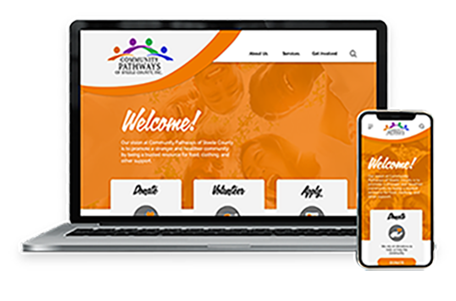 COMMUNITY
PATHWAYS
OF STEELE COUNTY, INC.
About Us Services Get Involved
Welcome!
Our vision at Community Pathways of Steele County
is to promote a stronger and healthier community
by being a trusted resource for food, clothing, and
other support.
Donate Volunteer Apply
COMMUNITY
PATHWAYS
Welcome!
Donate